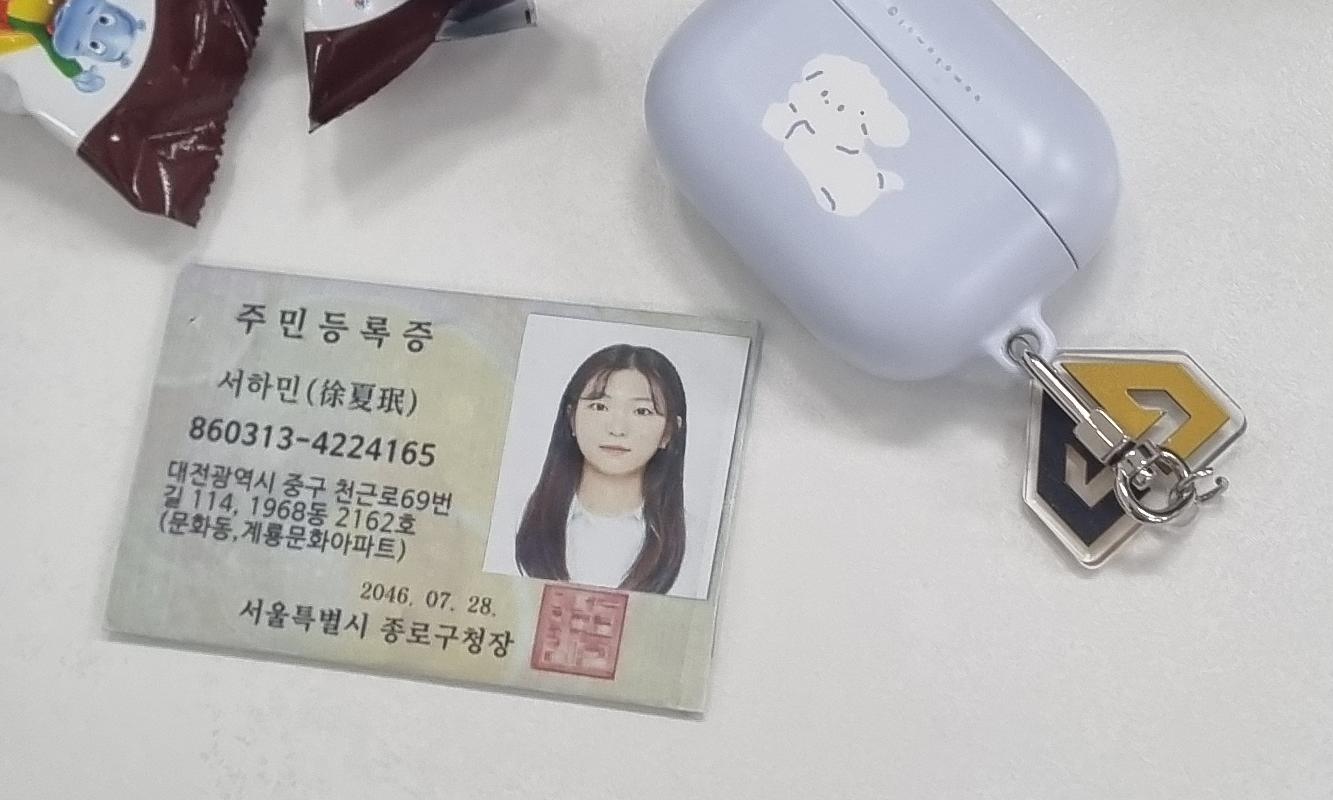 주민등록증
서하민(徐夏珉)
860313-4224165
대전광역시 중구 천근로69번
길 114, 1968동 2162호
(문화동,계룡문화아파트)
2046. 07. 28.
서울특별시 종로구청장